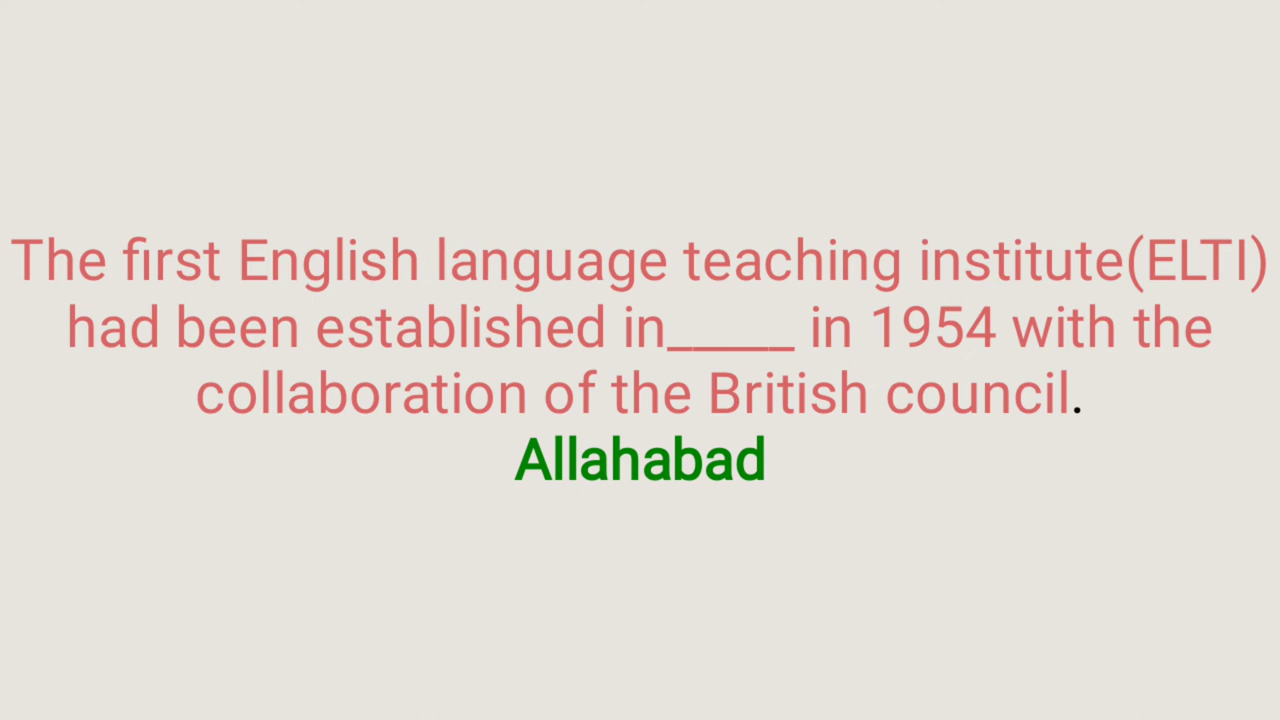 The first English language teaching institute(ELTI)
had been established in_____ in 1954 with the
collaboration of the British council.
Allahabad